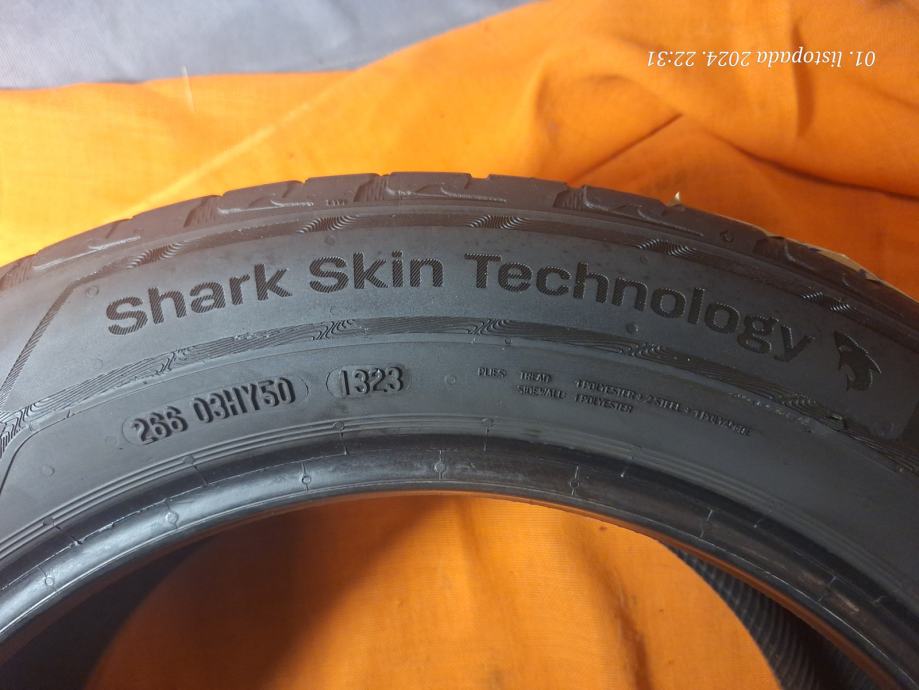 01. listopada 2024. 22:31
Shark Skin Technology
266 03HY50 1323
PLIES TREAD 1 POLYESTER + 2 STEEL + 1 POLYAMIDE
SIDEWALL 1 POLYESTER